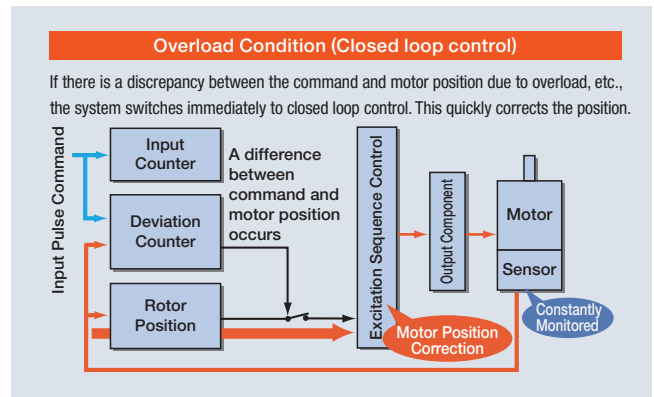 Overload Condition (Closed loop control)
If there is a discrepancy between the command and motor position due to overload, etc.,
the system switches immediately to closed loop control. This quickly corrects the position.
Input Pulse Command
Input
Counter
A difference
between
command and
motor position
occurs
Deviation
Counter
Rotor
Position
Excitation Sequence Control
Output Component
Motor
Sensor
Constantly
Monitored
Motor Position
Correction